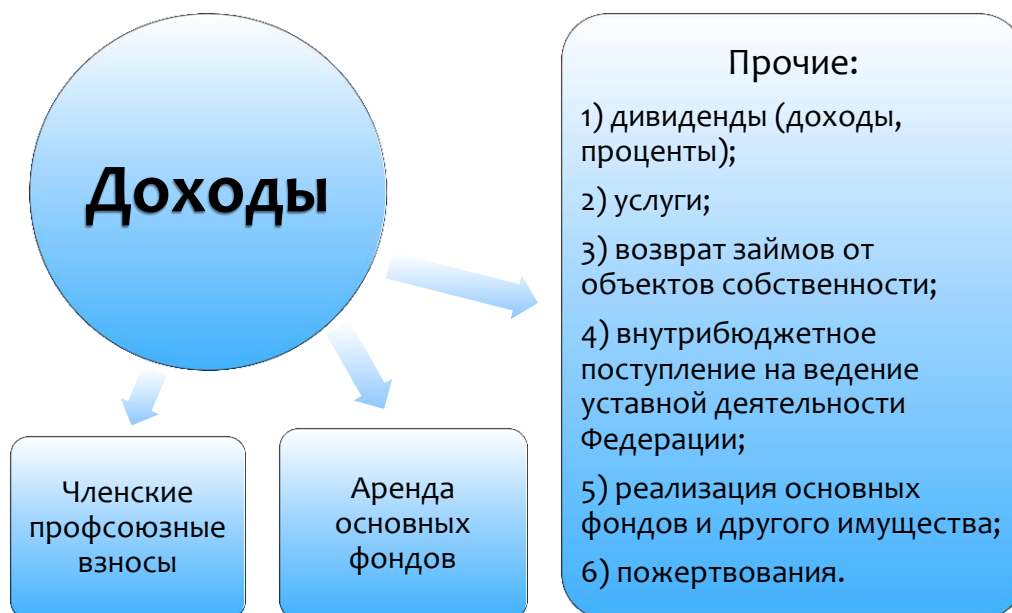 Доходы
Членские
профсоюзные
взносы
Аренда
основных
фондов
Прочие:
1) дивиденды (доходы,
проценты);
2) услуги;
3) возврат займов от
объектов собственности;
4) внутрибюджетное
поступление на ведение
уставной деятельности
Федерации;
5) реализация основных
фондов и другого имущества;
6) пожертвования.